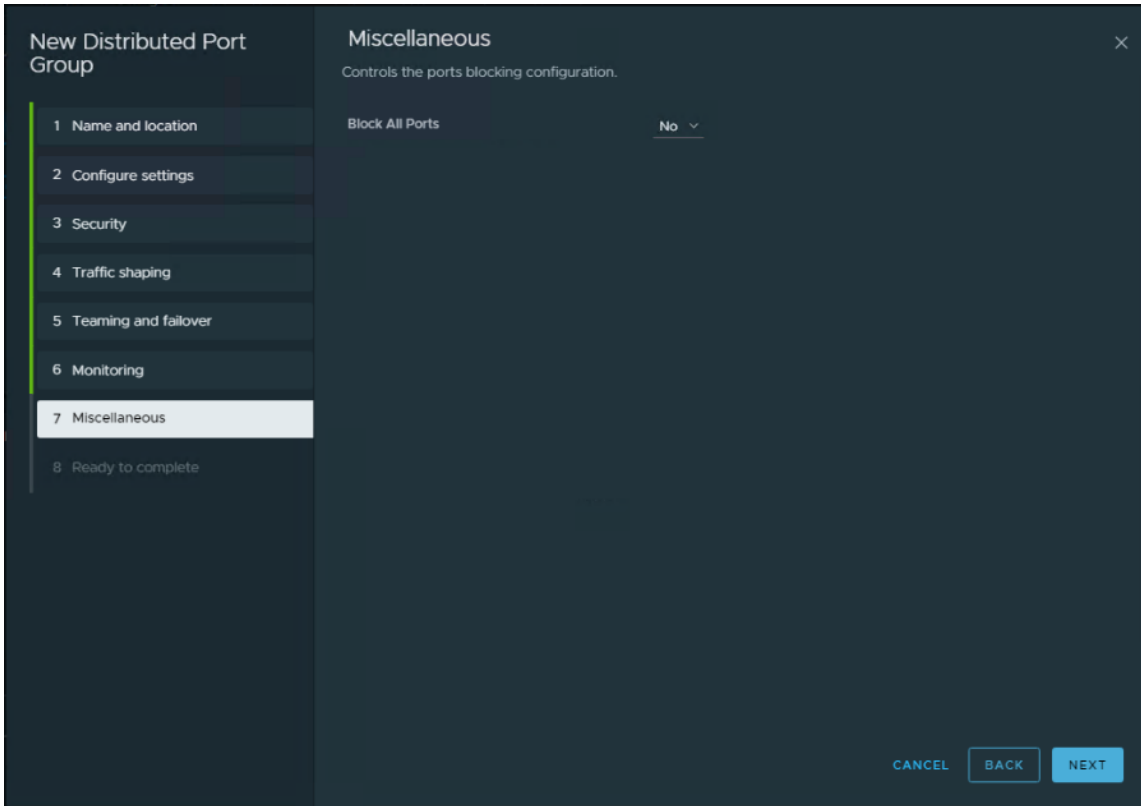 New Distributed Port
Group
1 Name and location
2 Configure settings
3 Security
4 Traffic shaping
5 Teaming and failover
6 Monitoring
7 Miscellaneous
8 Ready to complete
Miscellaneous
Controls the ports blocking configuration.
Block All Ports No
CANCEL BACK NEXT